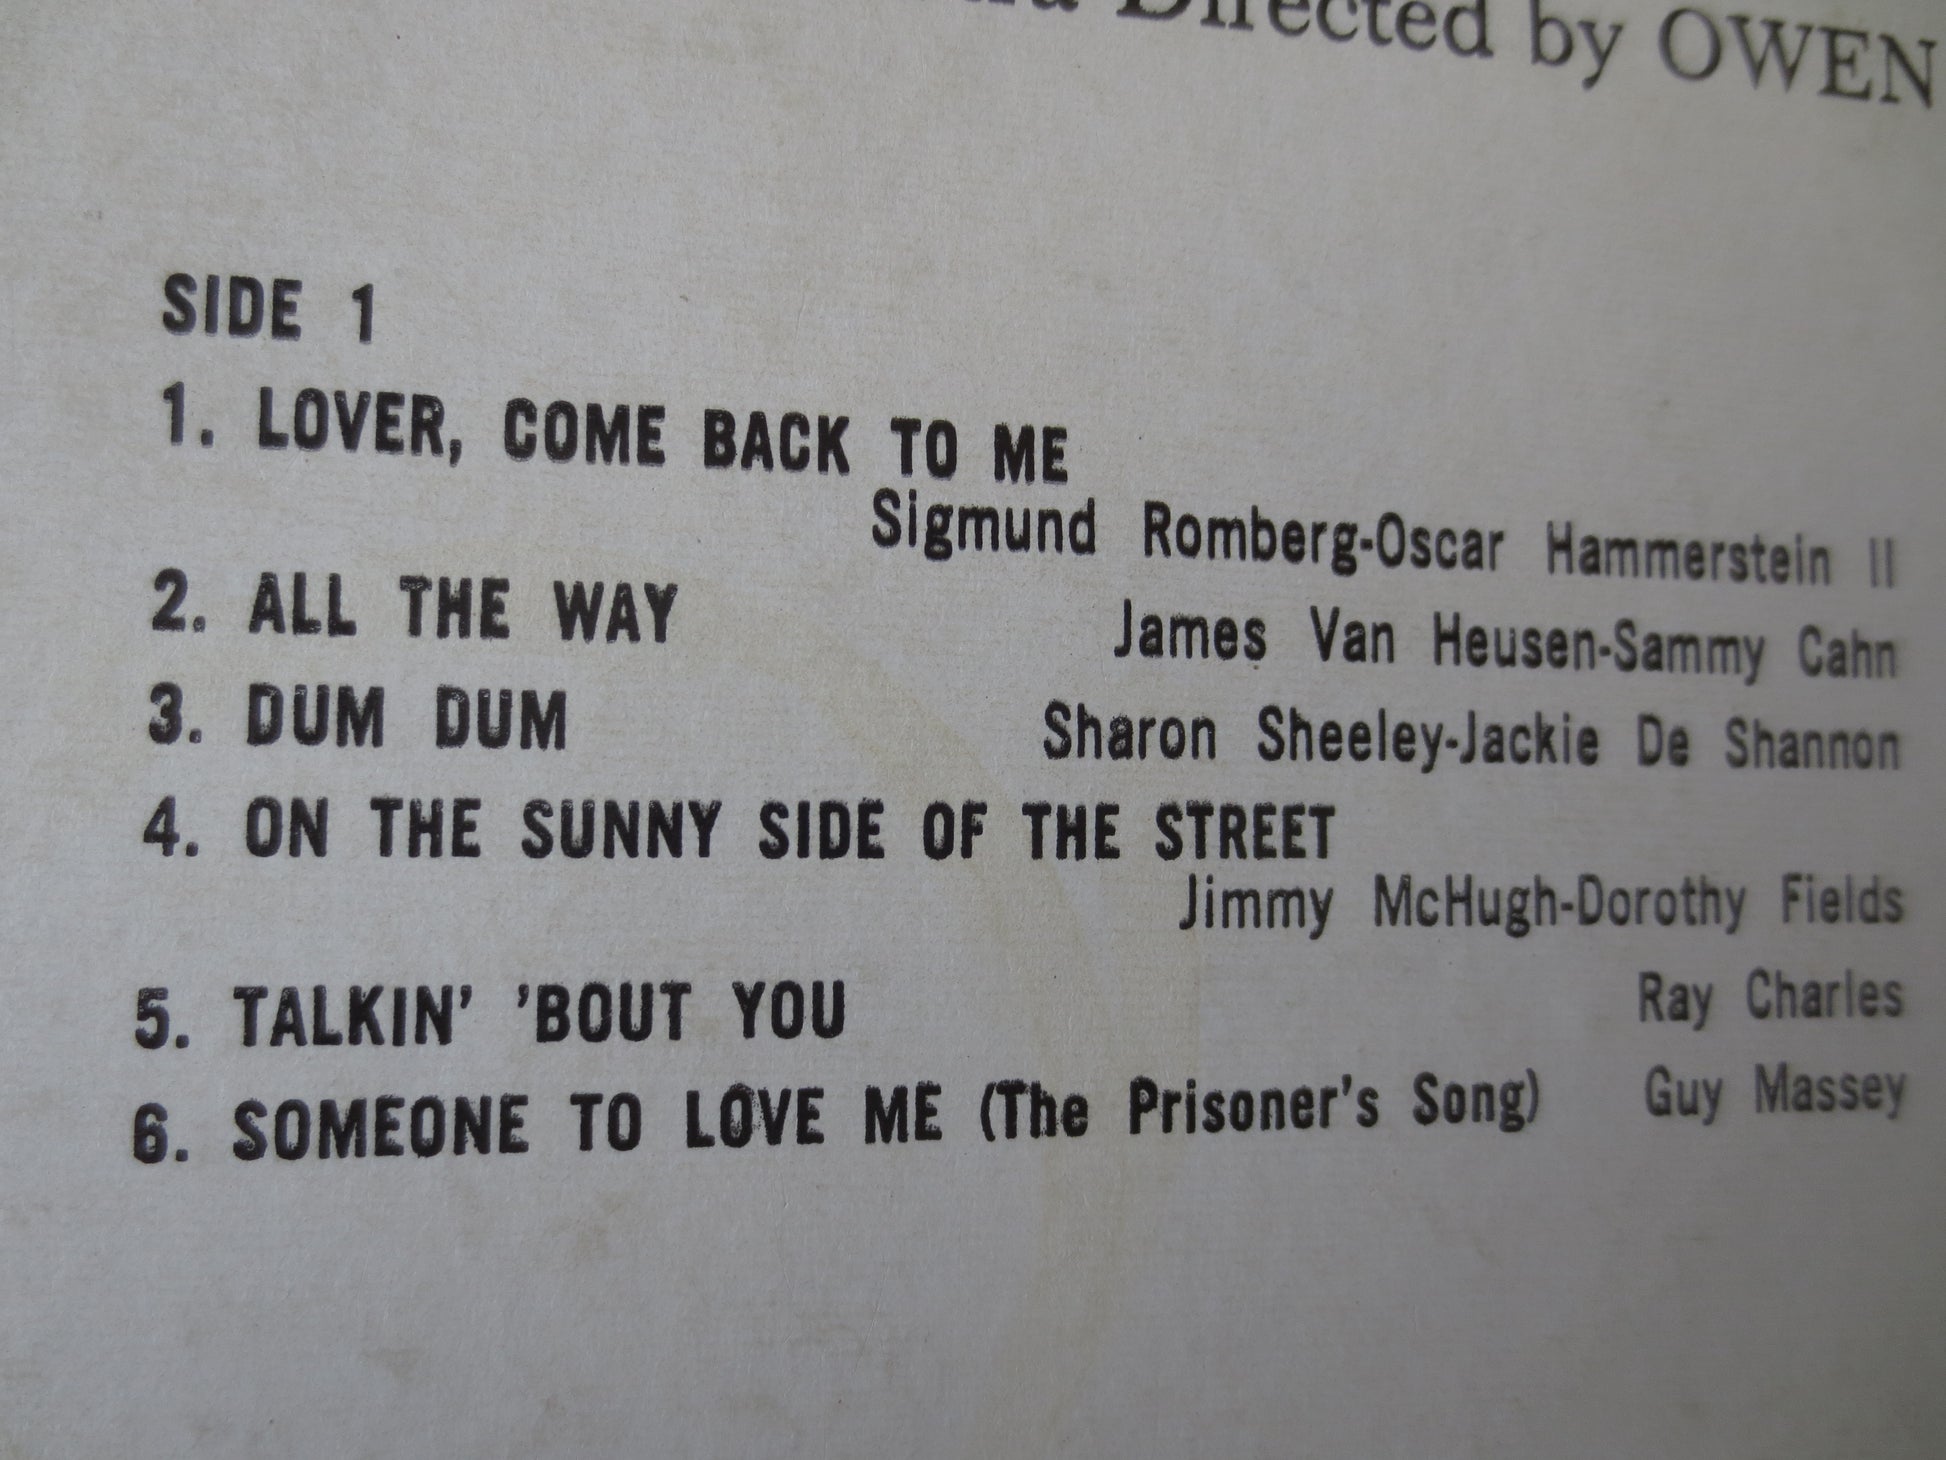 Directed by OWEN
SIDE 1
1. LOVER, COME BACK TO ME
Sigmund Romberg-Oscar Hammerstein II
2. ALL THE WAY James Van Heusen-Sammy Cahn
3. DUM DUM Sharon Sheeley-Jackie De Shannon
4. ON THE SUNNY SIDE OF THE STREET
Jimmy McHugh-Dorothy Fields
5. TALKIN' 'BOUT YOU Ray Charles
6. SOMEONE TO LOVE ME (The Prisoner's Song) Guy Massey